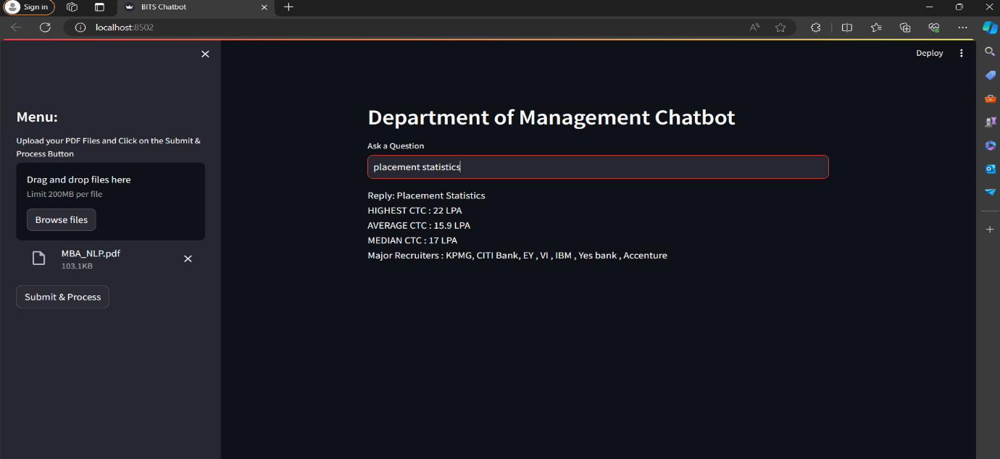 Sign in
BITS Chatbot
localhost:8502
Deploy
Menu:
Upload your PDF Files and Click on the Submit &
Process Button
Drag and drop files here
Limit 200MB per file
Browse files
MBA_NLP.pdf
103.1KB
Submit & Process
Department of Management Chatbot
Ask a Question
placement statistics
Reply: Placement Statistics
HIGHEST CTC : 22 LPA
AVERAGE CTC : 15.9 LPA
MEDIAN CTC : 17 LPA
Major Recruiters : KPMG, CITI Bank, EY , VI , IBM , Yes bank , Accenture